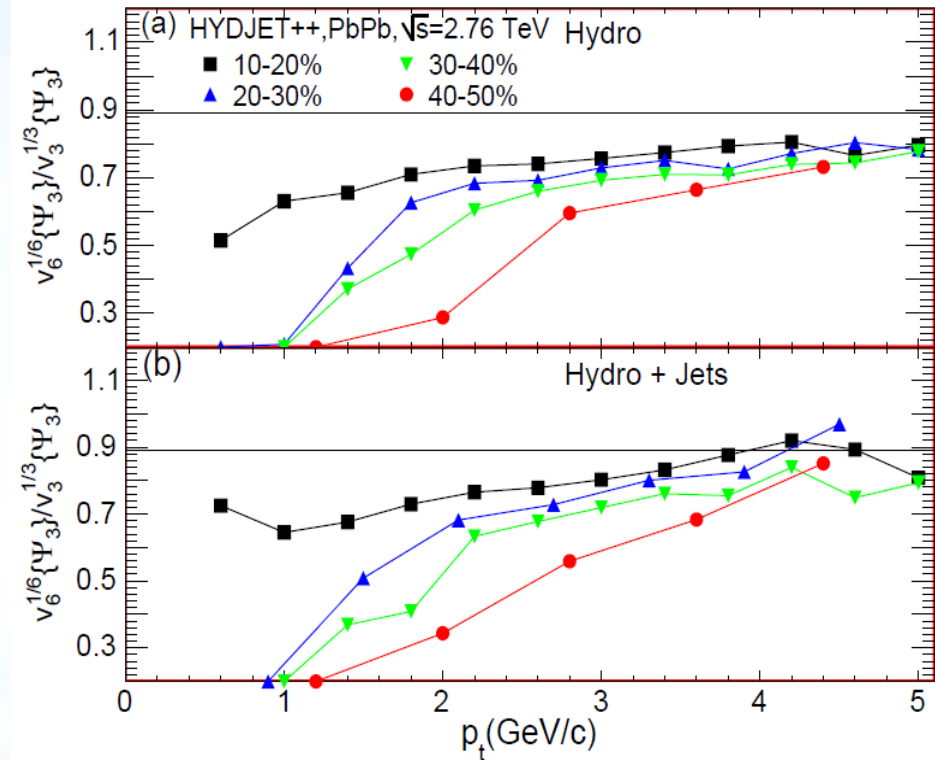 (a) HYDJET++,PbPb,√s=2.76 TeV Hydro
10-20% 30-40%
20-30% 40-50%
1.1
0.9
0.7
0.5
0.3
v₆^1/6{Ψ₃}/v₃^1/3{Ψ₃}
(b) Hydro + Jets
1.1
0.9
0.7
0.5
0.3
v₆^1/6{Ψ₃}/v₃^1/3{Ψ₃}
0 1 2 3 4 5
p_t(GeV/c)